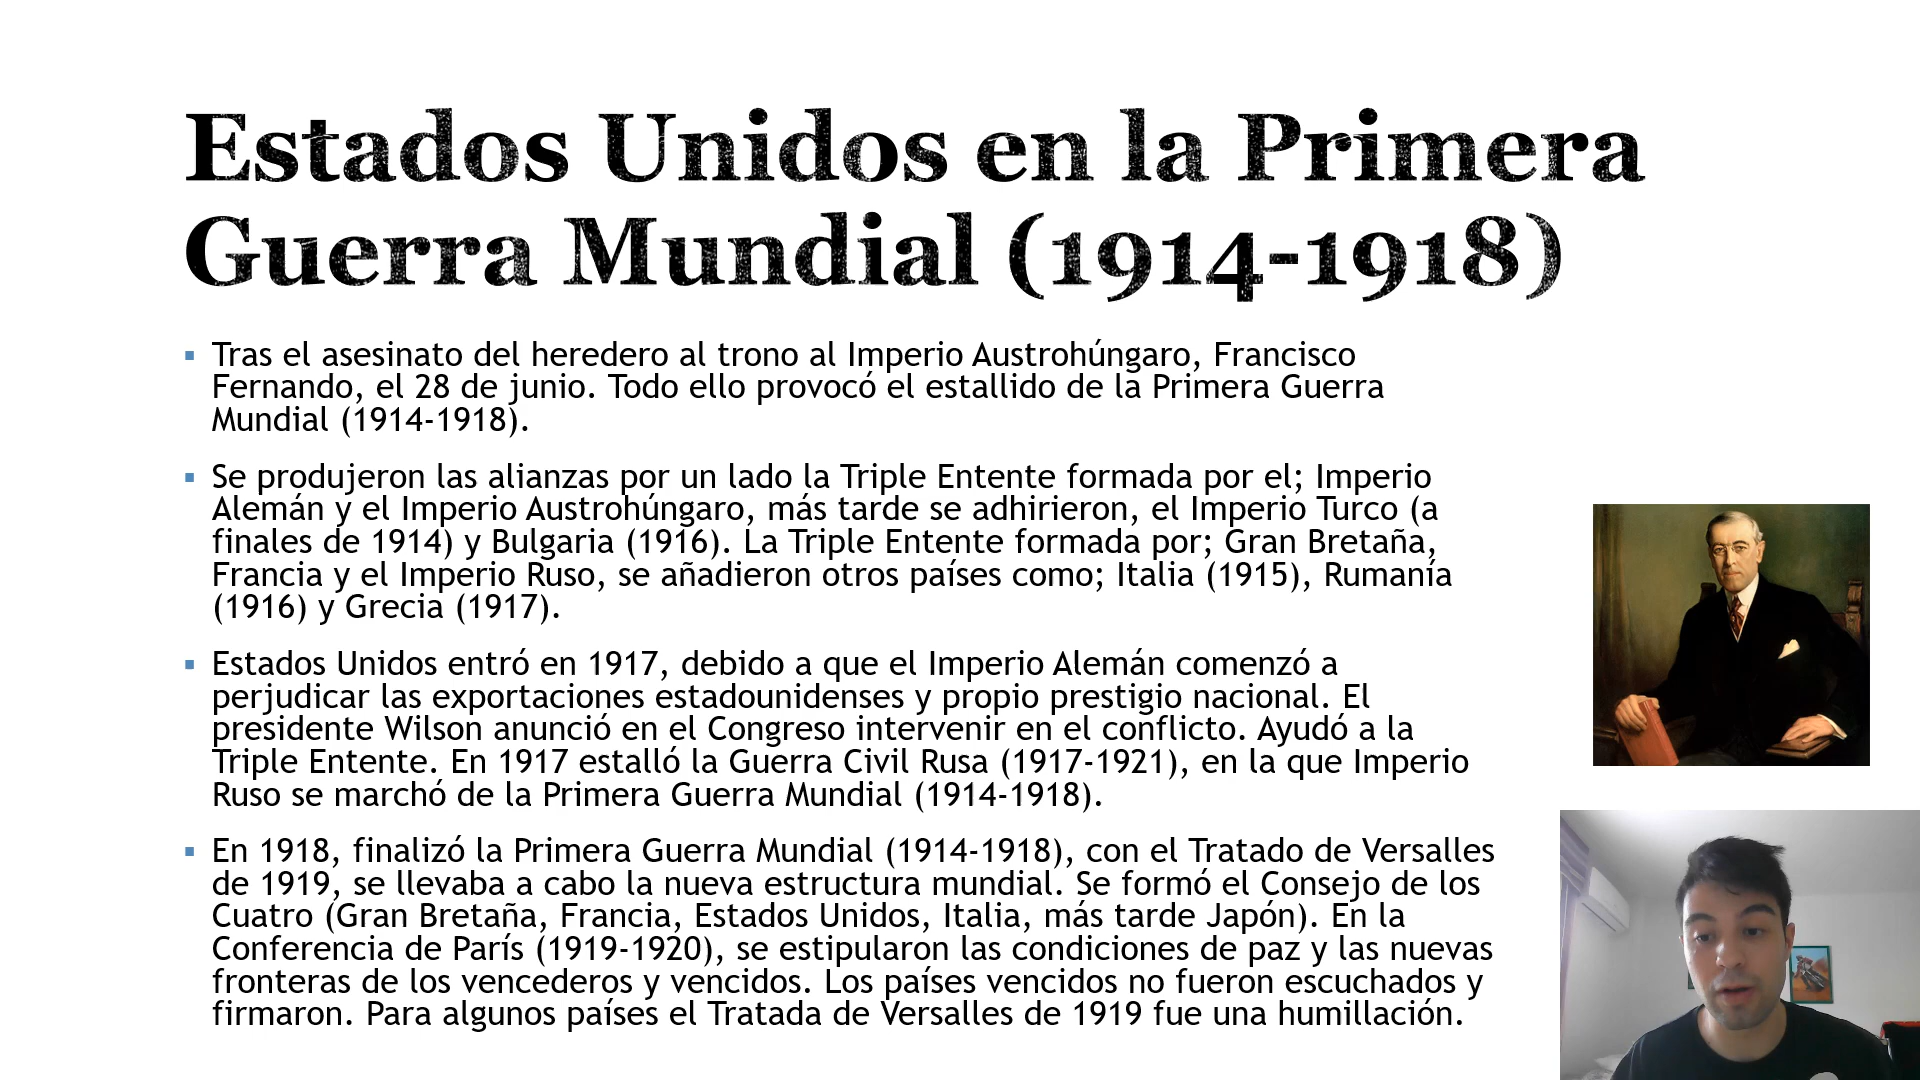 Estados Unidos en la Primera
Guerra Mundial (1914-1918)
▪ Tras el asesinato del heredero al trono al Imperio Austrohúngaro, Francisco
Fernando, el 28 de junio. Todo ello provocó el estallido de la Primera Guerra
Mundial (1914-1918).
▪ Se produjeron las alianzas por un lado la Triple Entente formada por el; Imperio
Alemán y el Imperio Austrohúngaro, más tarde se adhirieron, el Imperio Turco (a
finales de 1914) y Bulgaria (1916). La Triple Entente formada por; Gran Bretaña,
Francia y el Imperio Ruso, se añadieron otros países como; Italia (1915), Rumanía
(1916) y Grecia (1917).
▪ Estados Unidos entró en 1917, debido a que el Imperio Alemán comenzó a
perjudicar las exportaciones estadounidenses y propio prestigio nacional. El
presidente Wilson anunció en el Congreso intervenir en el conflicto. Ayudó a la
Triple Entente. En 1917 estalló la Guerra Civil Rusa (1917-1921), en la que Imperio
Ruso se marchó de la Primera Guerra Mundial (1914-1918).
▪ En 1918, finalizó la Primera Guerra Mundial (1914-1918), con el Tratado de Versalles
de 1919, se llevaba a cabo la nueva estructura mundial. Se formó el Consejo de los
Cuatro (Gran Bretaña, Francia, Estados Unidos, Italia, más tarde Japón). En la
Conferencia de París (1919-1920), se estipularon las condiciones de paz y las nuevas
fronteras de los vencederos y vencidos. Los países vencidos no fueron escuchados y
firmaron. Para algunos países el Tratada de Versalles de 1919 fue una humillación.